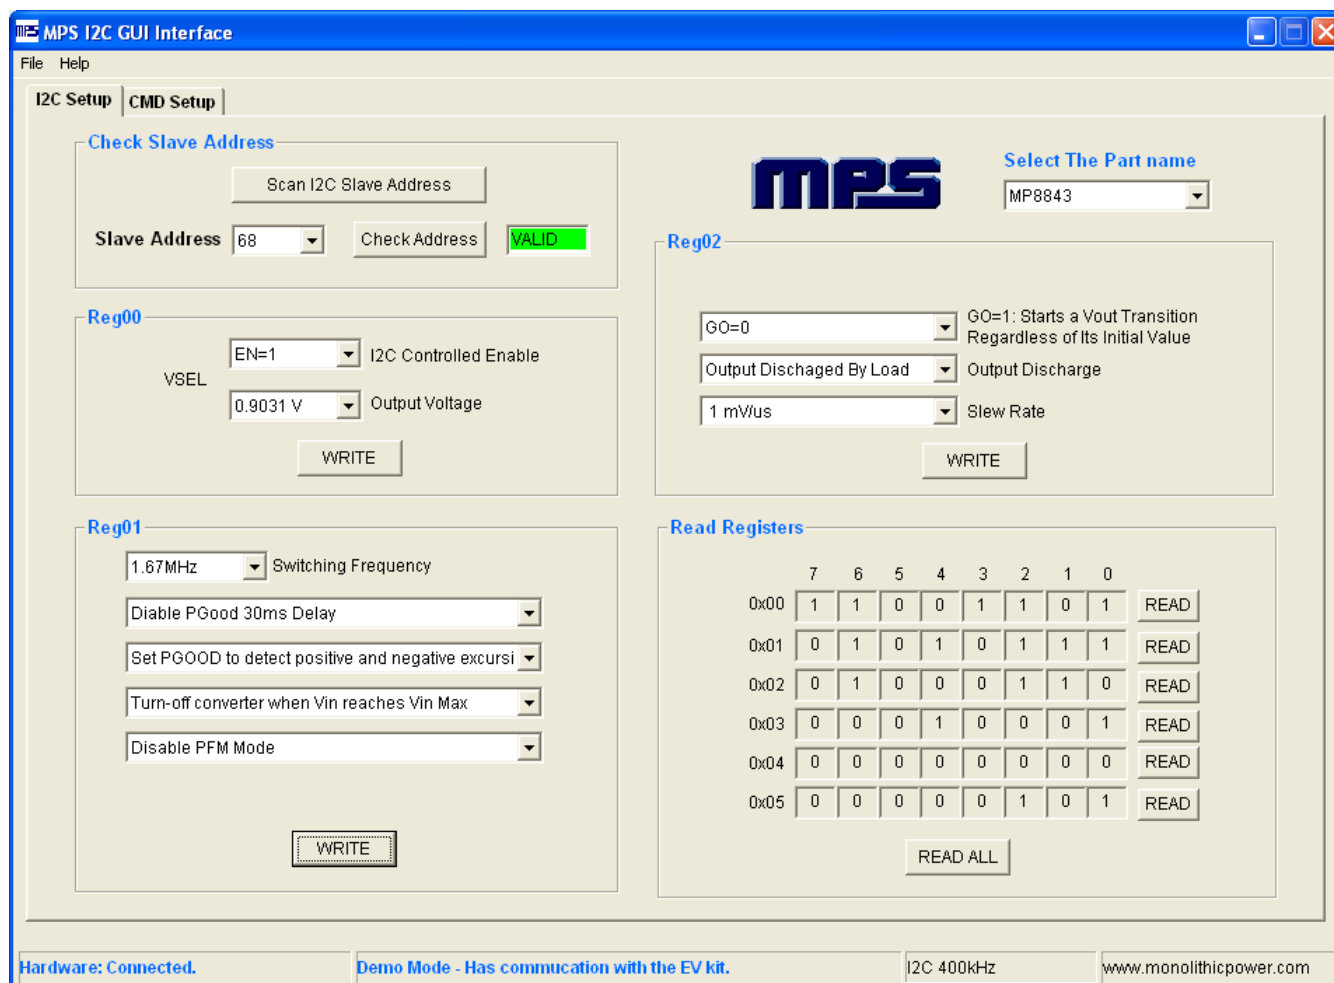 MPS I2C GUI Interface
File Help
I2C Setup CMD Setup
Check Slave Address
Scan I2C Slave Address
Slave Address 68 Check Address VALID
MPS
Select The Part name
MP8843
Reg00
VSEL
EN=1 I2C Controlled Enable
0.9031 V Output Voltage
WRITE
Reg02
GO=0 GO=1: Starts a Vout Transition
Regardless of Its Initial Value
Output Dischaged By Load Output Discharge
1 mV/us Slew Rate
WRITE
Reg01
1.67MHz Switching Frequency
Diable PGood 30ms Delay
Set PGOOD to detect positive and negative excursi
Turn-off converter when Vin reaches Vin Max
Disable PFM Mode
WRITE
Read Registers
7 6 5 4 3 2 1 0
0x00 1 1 0 0 1 1 0 1 READ
0x01 0 1 0 1 0 1 1 1 READ
0x02 0 1 0 0 0 1 1 0 READ
0x03 0 0 0 1 0 0 0 1 READ
0x04 0 0 0 0 0 0 0 0 READ
0x05 0 0 0 0 0 1 0 1 READ
READ ALL
Hardware: Connected. Demo Mode - Has commucation with the EV kit. I2C 400kHz www.monolithicpower.com